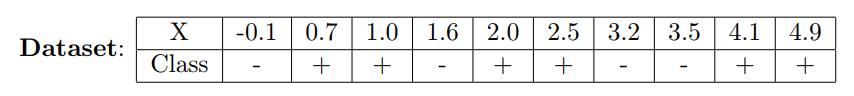 Dataset: X -0.1 0.7 1.0 1.6 2.0 2.5 3.2 3.5 4.1 4.9
Class - + + - + + - - + +